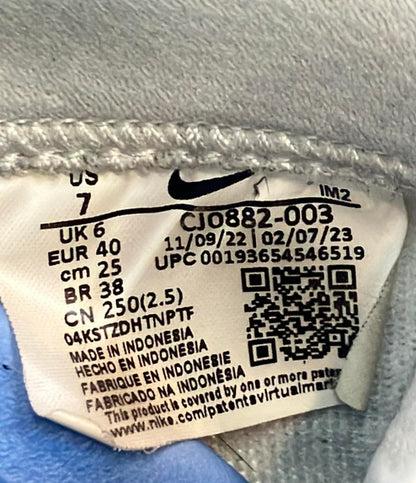 US
7
IM2
UK 6
EUR 40
cm 25
BR 38
CN 250(2.5)
CJ0882-003
11/09/22 | 02/07/23
UPC 00193654546519
04KSTZDHTNPTF
MADE IN INDONESIA
HECHO EN INDONESIA
FABRIQUE EN INDONESIE
FABRICADO NA INDONÊSIA
This product is covered by one or more
www.nike.com/patents